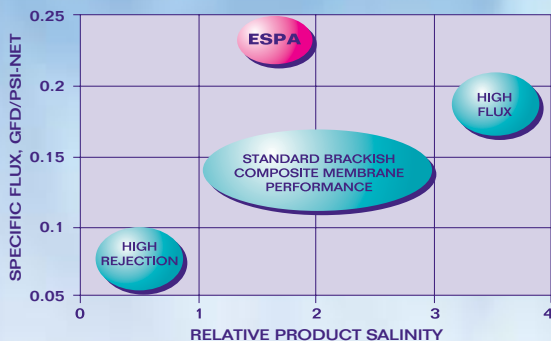 SPECIFIC FLUX, GFD/PSI-NET
0.25
0.2
0.15
0.1
0.05
ESPA
HIGH
FLUX
STANDARD BRACKISH
COMPOSITE MEMBRANE
PERFORMANCE
HIGH
REJECTION
0
1
2
3
4
RELATIVE PRODUCT SALINITY